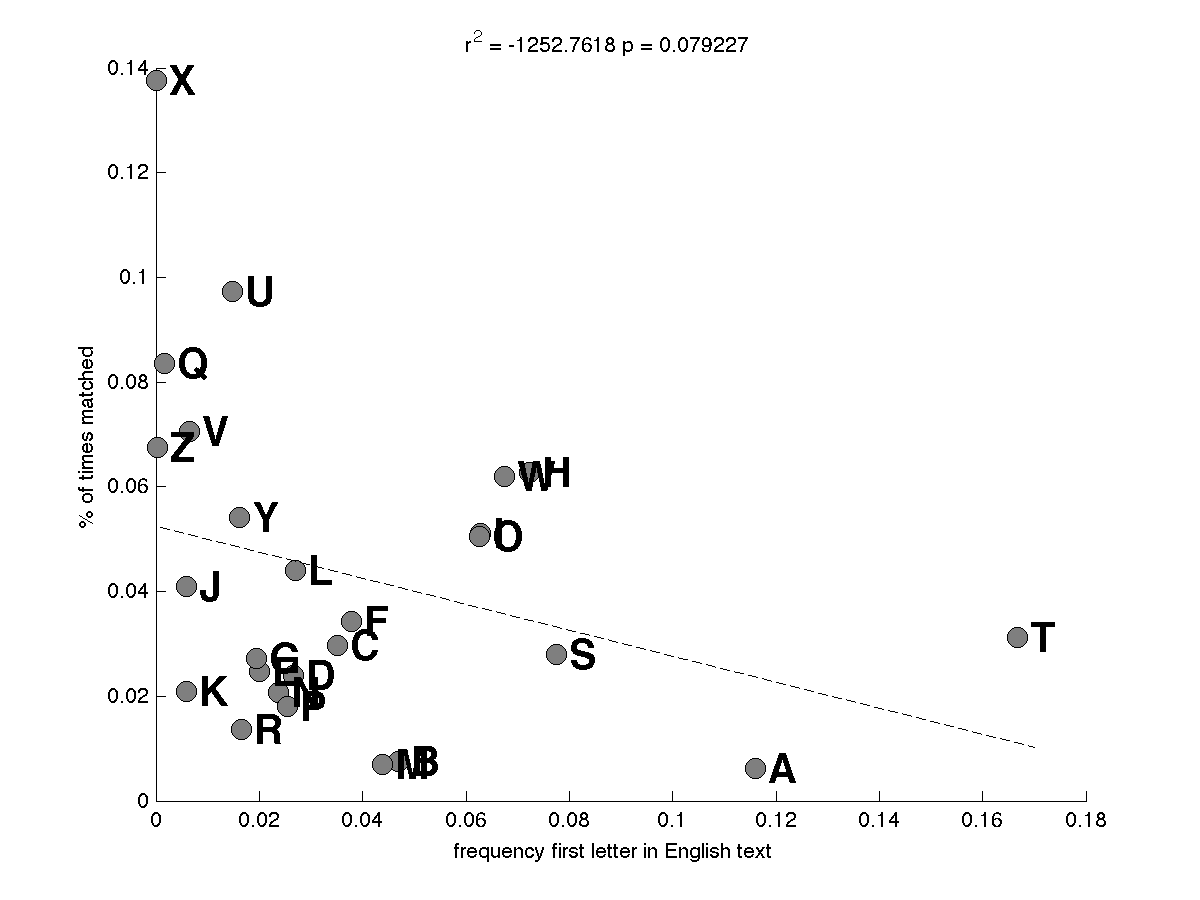 r2 = -1252.7618 p = 0.079227
0.14
X
0.12
0.1
U
Q
0.08
V
Z
W H
0.06
Y
I O
L
J
0.04
F
C
T
S
G
E D
0.02
K
N
P
R
M B
A
0
0 0.02 0.04 0.06 0.08 0.1 0.12 0.14 0.16 0.18
% of times matched
frequency first letter in English text